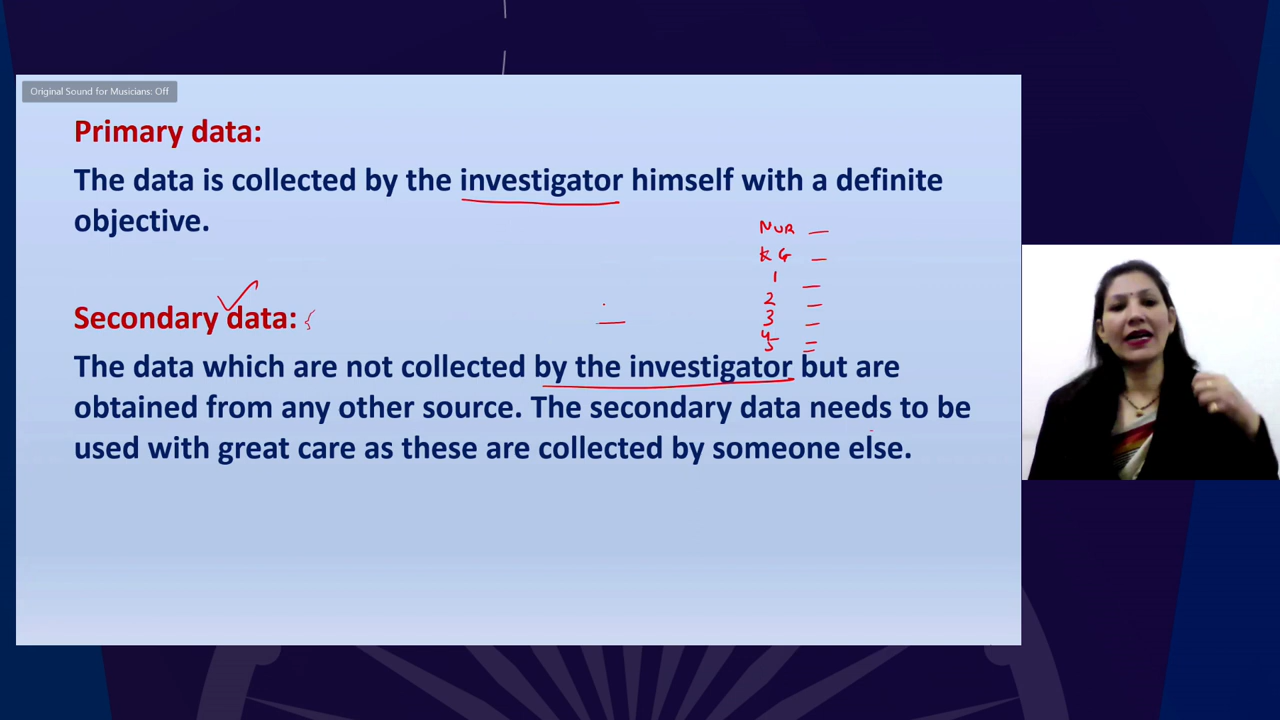 Original Sound for Musicians: Off
Primary data:
The data is collected by the investigator himself with a definite
objective.
NUR —
KG —
1 —
2 —
3 —
4 —
5 —
Secondary data:
The data which are not collected by the investigator but are
obtained from any other source. The secondary data needs to be
used with great care as these are collected by someone else.